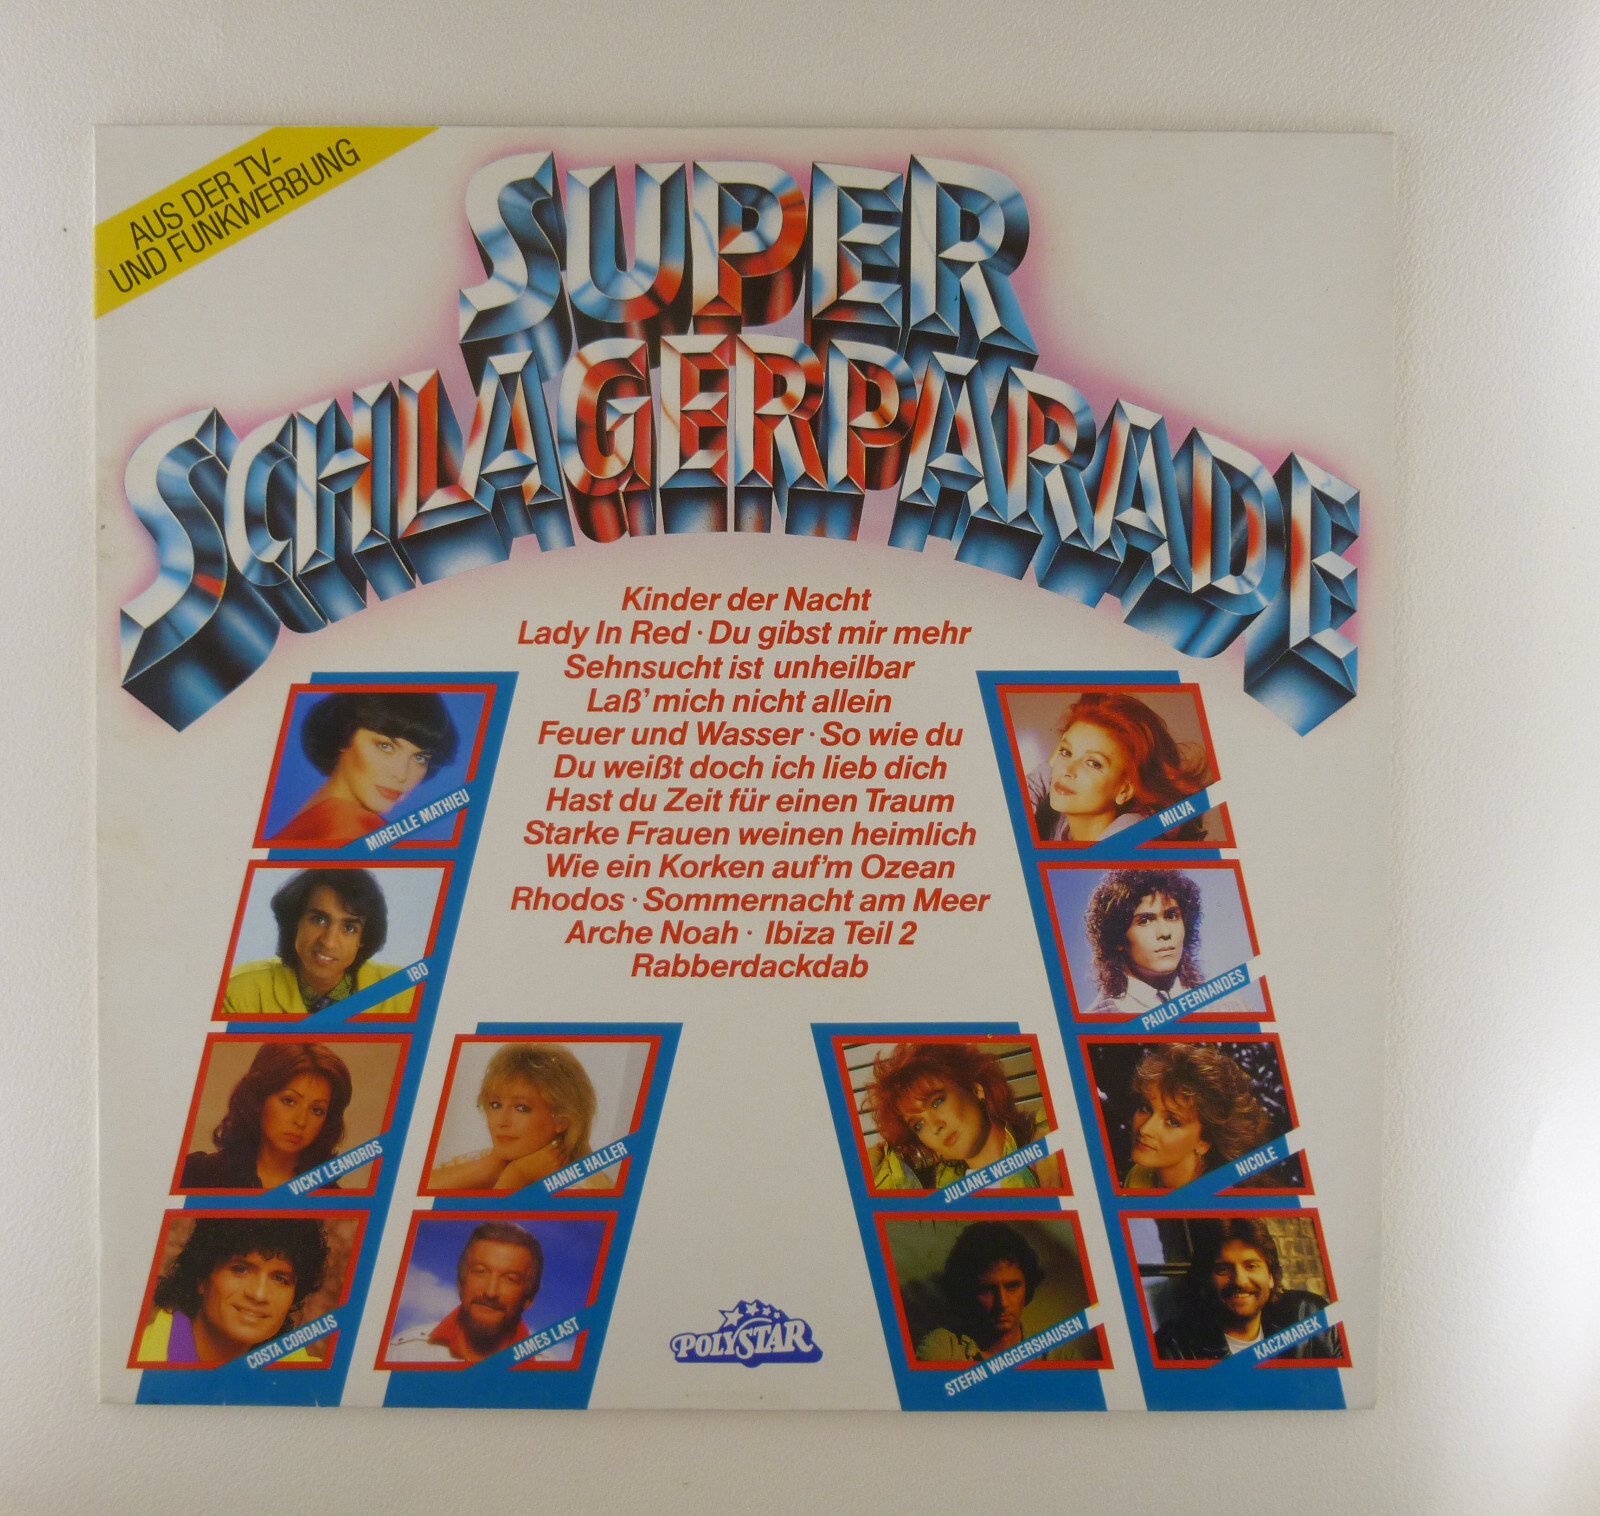 AUS DER TV-
UND FUNKWERBUNG
SUPER
SCHLAGERPARADE
Kinder der Nacht
Lady In Red · Du gibst mir mehr
Sehnsucht ist unheilbar
Laß' mich nicht allein
Feuer und Wasser · So wie du
Du weißt doch ich lieb dich
Hast du Zeit für einen Traum
Starke Frauen weinen heimlich
Wie ein Korken auf'm Ozean
Rhodos · Sommernacht am Meer
Arche Noah · Ibiza Teil 2
Rabberdackdab
MIREILLE MATHIEU
MILVA
IBO
PAULO FERNANDES
VICKY LEANDROS
HANNE HALLER
JULIANE WERDING
NICOLE
COSTA CORDALIS
JAMES LAST
STEFAN WAGGERSHAUSEN
KACZMAREK
POLYSTAR